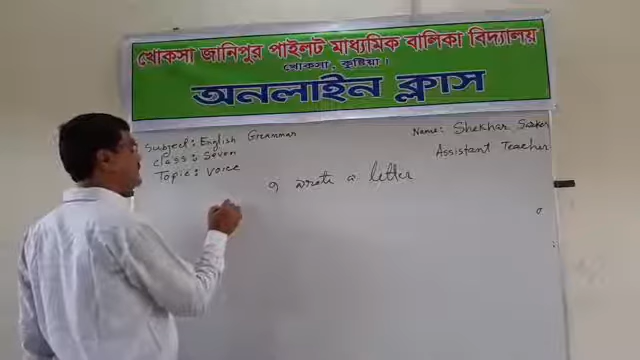 খোকসা জানিপুর পাইলট মাধ্যমিক বালিকা বিদ্যালয়
খোকসা, কুষ্টিয়া।
অনলাইন ক্লাস
Subject: English Grammar
Class: Seven
Topic: voice
Name: Shekhar Sarker
Assistant Teacher
I wrote a letter